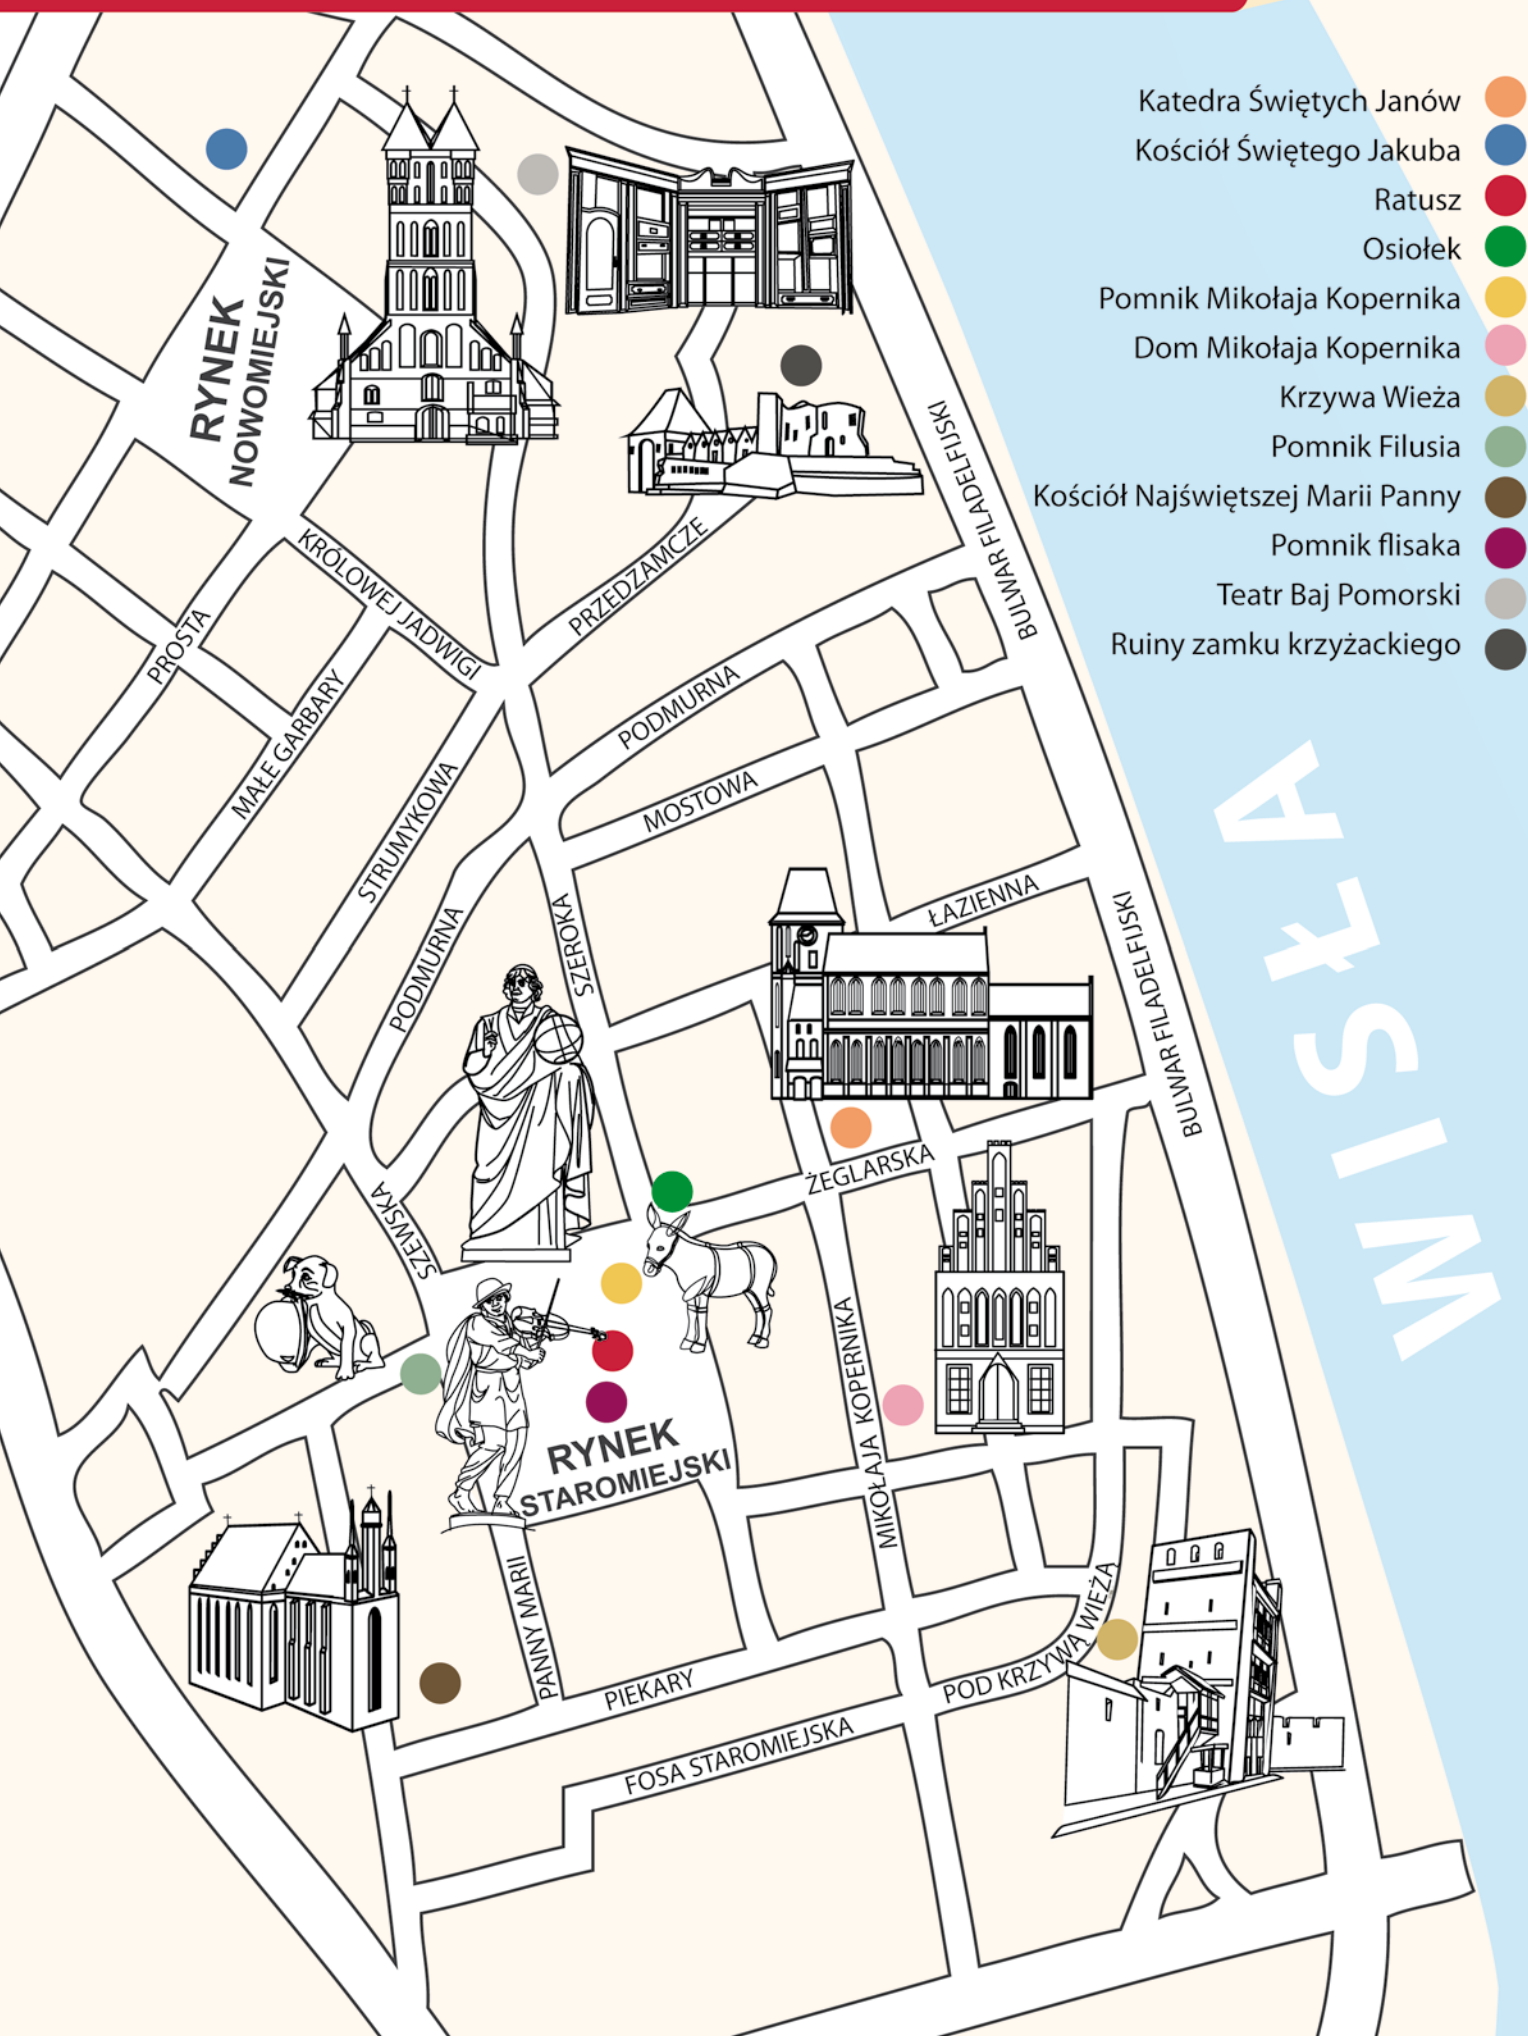 Katedra Świętych Janów
Kościół Świętego Jakuba
Ratusz
Osiołek
Pomnik Mikołaja Kopernika
Dom Mikołaja Kopernika
Krzywa Wieża
Pomnik Filusia
Kościół Najświętszej Marii Panny
Pomnik flisaka
Teatr Baj Pomorski
Ruiny zamku krzyżackiego
RYNEK
NOWOMIEJSKI
BULWAR FILADELFIJSKI
KRÓLOWEJ JADWIGI
PRZEDZAMCZE
PROSTA
PODMURNA
MAŁE GARBARY
MOSTOWA
STRUMYKOWA
WISŁA
ŁAZIENNA
SZEROKA
PODMURNA
BULWAR FILADELFIJSKI
ŻEGLARSKA
SZEWSKA
MIKOŁAJA KOPERNIKA
RYNEK
STAROMIEJSKI
PANNY MARII
POD KRZYWĄ WIEŻĄ
PIEKARY
FOSA STAROMIEJSKA